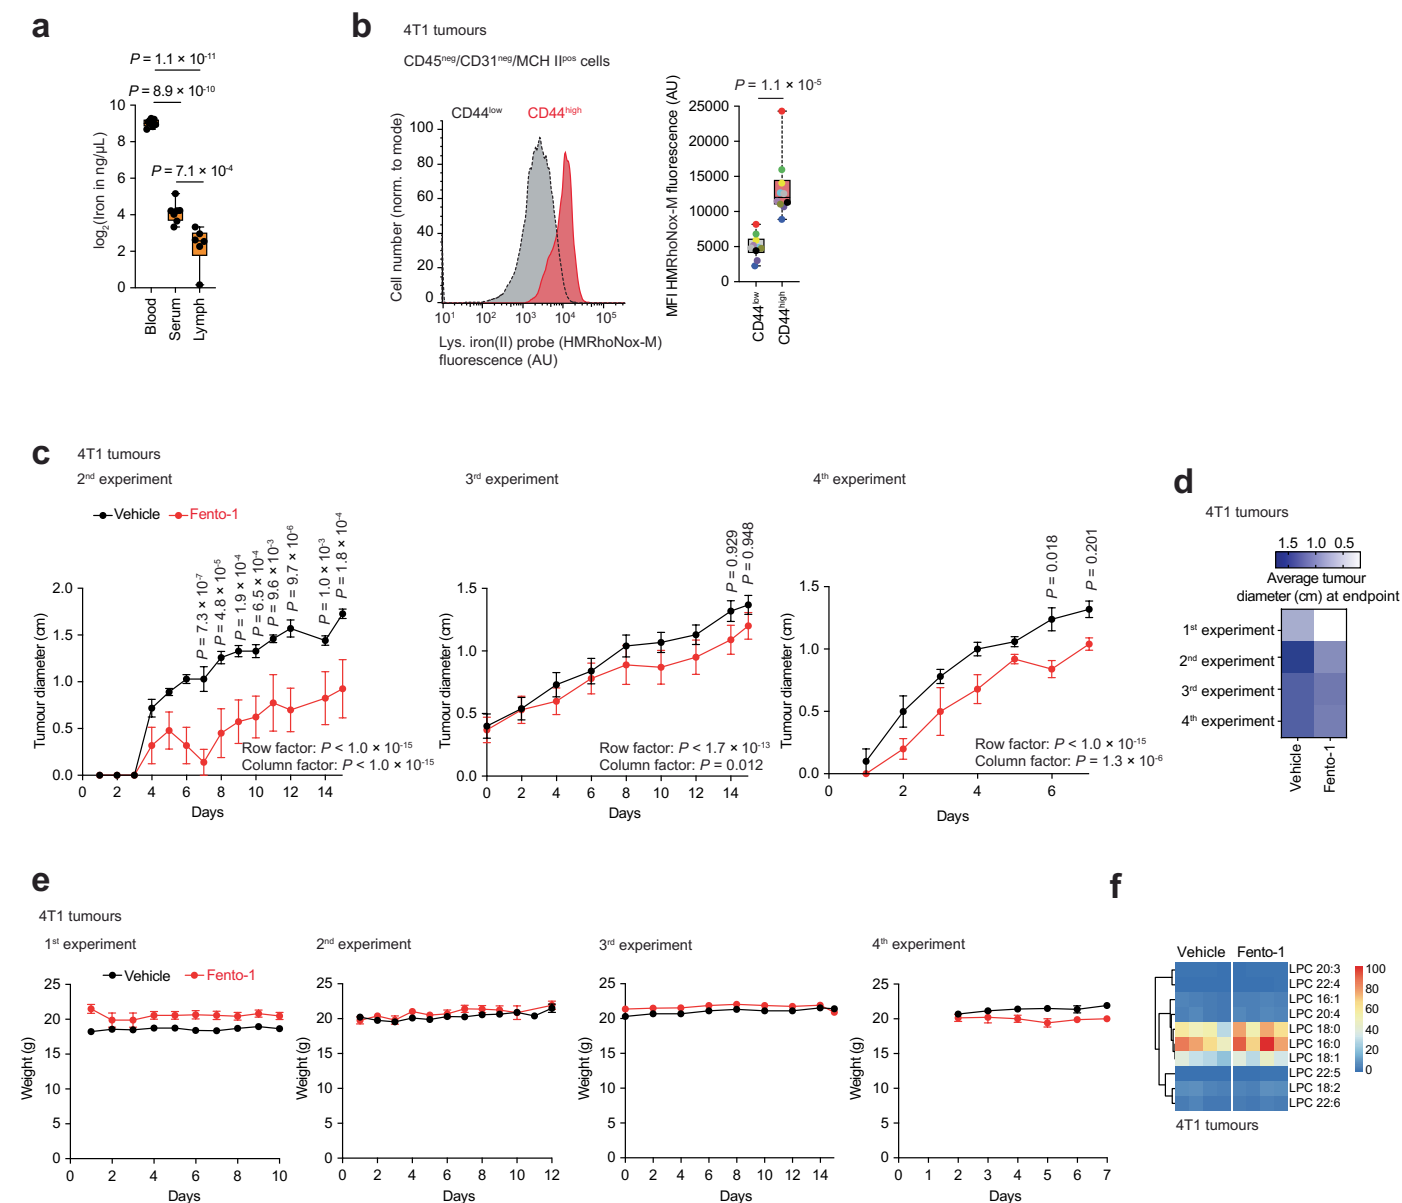 a
P = 1.1 × 10-11
P = 8.9 × 10-10
P = 7.1 × 10-4
log2(Iron in ng/µL)
10
8
6
4
2
0
Blood
Serum
Lymph
b
4T1 tumours
CD45neg/CD31neg/MCH IIpos cells
CD44low
CD44high
Cell number (norm. to mode)
100
80
60
40
20
0
101 102 103 104 105
Lys. iron(II) probe (HMRhoNox-M)
fluorescence (AU)
P = 1.1 × 10-5
MFI HMRhoNox-M fluorescence (AU)
25000
20000
15000
10000
5000
0
CD44low
CD44high
c
4T1 tumours
2nd experiment
Vehicle Fento-1
P = 7.3 × 10-7
P = 4.8 × 10-5
P = 1.9 × 10-4
P = 6.5 × 10-4
P = 9.6 × 10-3
P = 9.7 × 10-6
P = 1.0 × 10-3
P = 1.8 × 10-4
Tumour diameter (cm)
2.0
1.5
1.0
0.5
0.0
Row factor: P < 1.0 × 10-15
Column factor: P < 1.0 × 10-15
0 2 4 6 8 10 12 14
Days
3rd experiment
P = 0.929
P = 0.948
Tumour diameter (cm)
1.5
1.0
0.5
0.0
Row factor: P < 1.7 × 10-13
Column factor: P = 0.012
0 2 4 6 8 10 12 14
Days
4th experiment
P = 0.018
P = 0.201
Tumour diameter (cm)
1.5
1.0
0.5
0.0
Row factor: P < 1.0 × 10-15
Column factor: P = 1.3 × 10-6
0 2 4 6
Days
d
4T1 tumours
1.5 1.0 0.5
Average tumour
diameter (cm) at endpoint
1st experiment
2nd experiment
3rd experiment
4th experiment
Vehicle
Fento-1
e
4T1 tumours
1st experiment
Vehicle Fento-1
Weight (g)
25
20
15
10
5
0
0 2 4 6 8 10
Days
2nd experiment
Weight (g)
25
20
15
10
5
0
0 2 4 6 8 10 12
Days
3rd experiment
Weight (g)
25
20
15
10
5
0
0 2 4 6 8 10 12 14
Days
4th experiment
Weight (g)
25
20
15
10
5
0
0 1 2 3 4 5 6 7
Days
f
Vehicle Fento-1
LPC 20:3
LPC 22:4
LPC 16:1
LPC 20:4
LPC 18:0
LPC 16:0
LPC 18:1
LPC 22:5
LPC 18:2
LPC 22:6
100
80
60
40
20
0
4T1 tumours